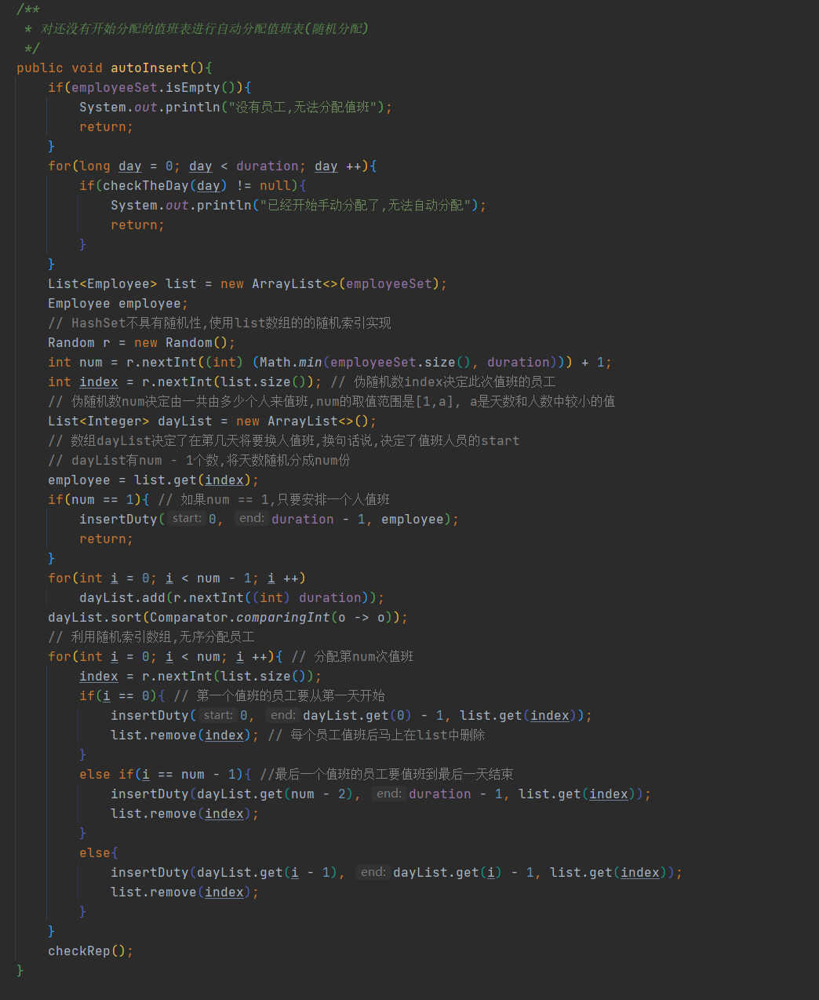 /**
 * 对还没有开始分配的值班表进行自动分配值班表(随机分配)
 */
public void autoInsert(){
    if(employeeSet.isEmpty()){
        System.out.println("没有员工,无法分配值班");
        return;
    }
    for(long day = 0; day < duration; day ++){
        if(checkTheDay(day) != null){
            System.out.println("已经开始手动分配了,无法自动分配");
            return;
        }
    }
    List<Employee> list = new ArrayList<>(employeeSet);
    Employee employee;
    // HashSet不具有随机性,使用list数组的的随机索引实现
    Random r = new Random();
    int num = r.nextInt((int) (Math.min(employeeSet.size(), duration))) + 1;
    int index = r.nextInt(list.size()); // 伪随机数index决定此次值班的员工
    // 伪随机数num决定由一共由多少个人来值班,num的取值范围是[1,a], a是天数和人数中较小的值
    List<Integer> dayList = new ArrayList<>();
    // 数组dayList决定了在第几天将要换人值班,换句话说,决定了值班人员的start
    // dayList有num - 1个数,将天数随机分成num份
    employee = list.get(index);
    if(num == 1){ // 如果num == 1,只要安排一个人值班
        insertDuty( start: 0, end: duration - 1, employee);
        return;
    }
    for(int i = 0; i < num - 1; i ++)
        dayList.add(r.nextInt((int) duration));
    dayList.sort(Comparator.comparingInt(o -> o));
    // 利用随机索引数组,无序分配员工
    for(int i = 0; i < num; i ++){ // 分配第num次值班
        index = r.nextInt(list.size());
        if(i == 0){ // 第一个值班的员工要从第一天开始
            insertDuty( start: 0, end: dayList.get(0) - 1, list.get(index));
            list.remove(index); // 每个员工值班后马上在list中删除
        }
        else if(i == num - 1){ //最后一个值班的员工要值班到最后一天结束
            insertDuty(dayList.get(num - 2), end: duration - 1, list.get(index));
            list.remove(index);
        }
        else{
            insertDuty(dayList.get(i - 1), end: dayList.get(i) - 1, list.get(index));
            list.remove(index);
        }
    }
    checkRep();
}